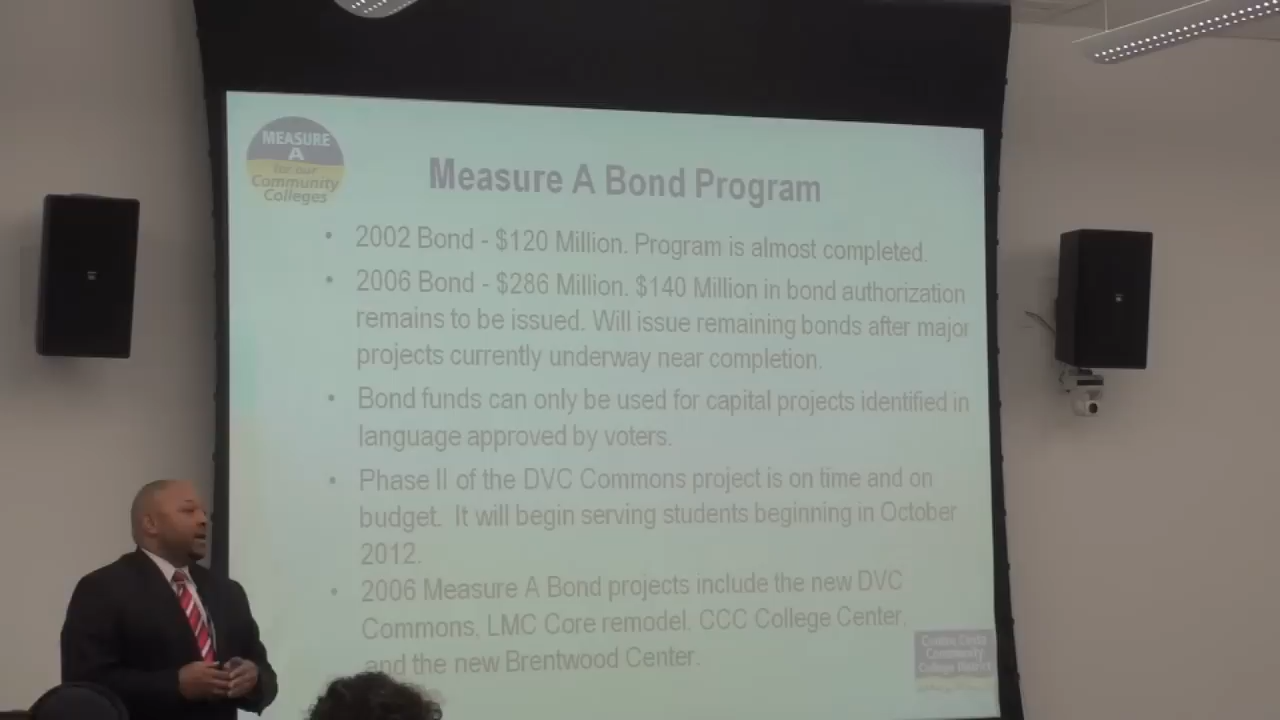 MEASURE
A
for our
Community
Colleges
Measure A Bond Program
• 2002 Bond - $120 Million. Program is almost completed.
• 2006 Bond - $286 Million. $140 Million in bond authorization
remains to be issued. Will issue remaining bonds after major
projects currently underway near completion.
• Bond funds can only be used for capital projects identified in
language approved by voters.
• Phase II of the DVC Commons project is on time and on
budget. It will begin serving students beginning in October
2012.
• 2006 Measure A Bond projects include the new DVC
Commons, LMC Core remodel, CCC College Center,
and the new Brentwood Center.
Contra Costa
Community
College District